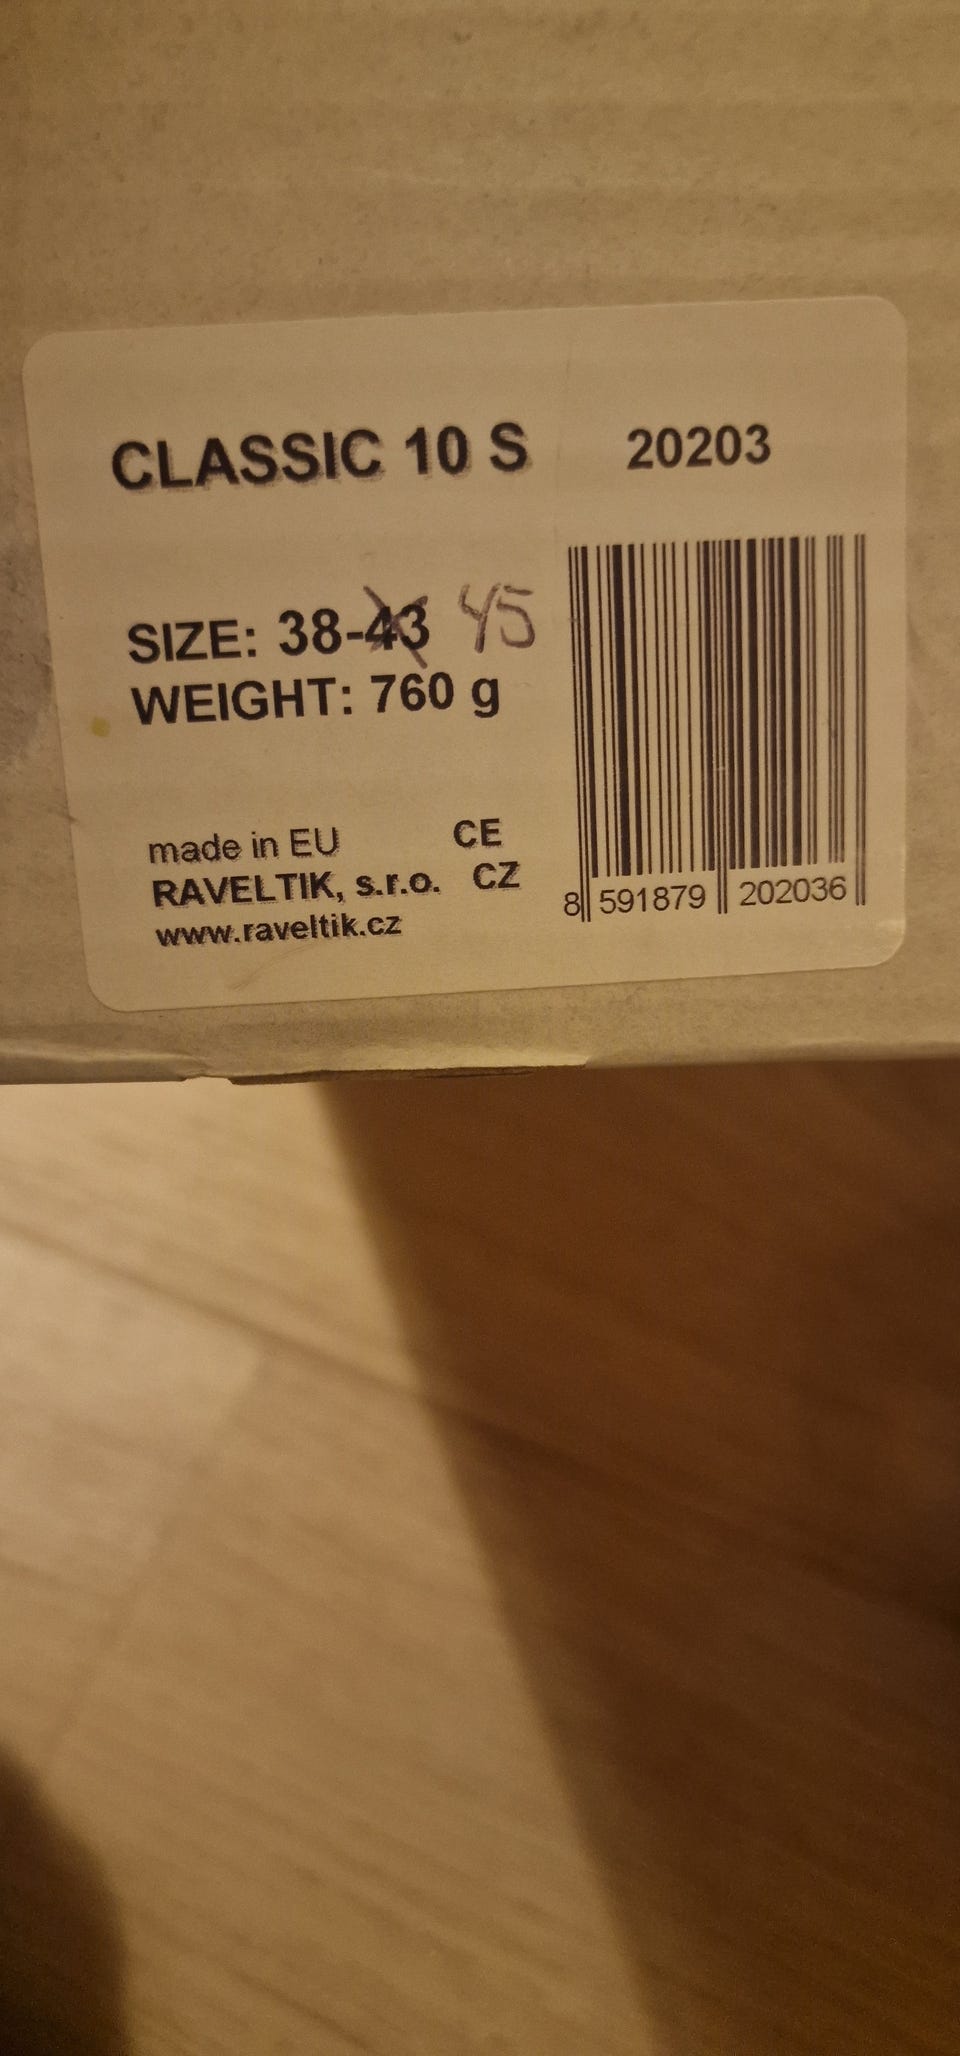 CLASSIC 10 S 20203
SIZE: 38-43 45
WEIGHT: 760 g
made in EU CE
RAVELTIK, s.r.o. CZ
www.raveltik.cz
8 591879 202036